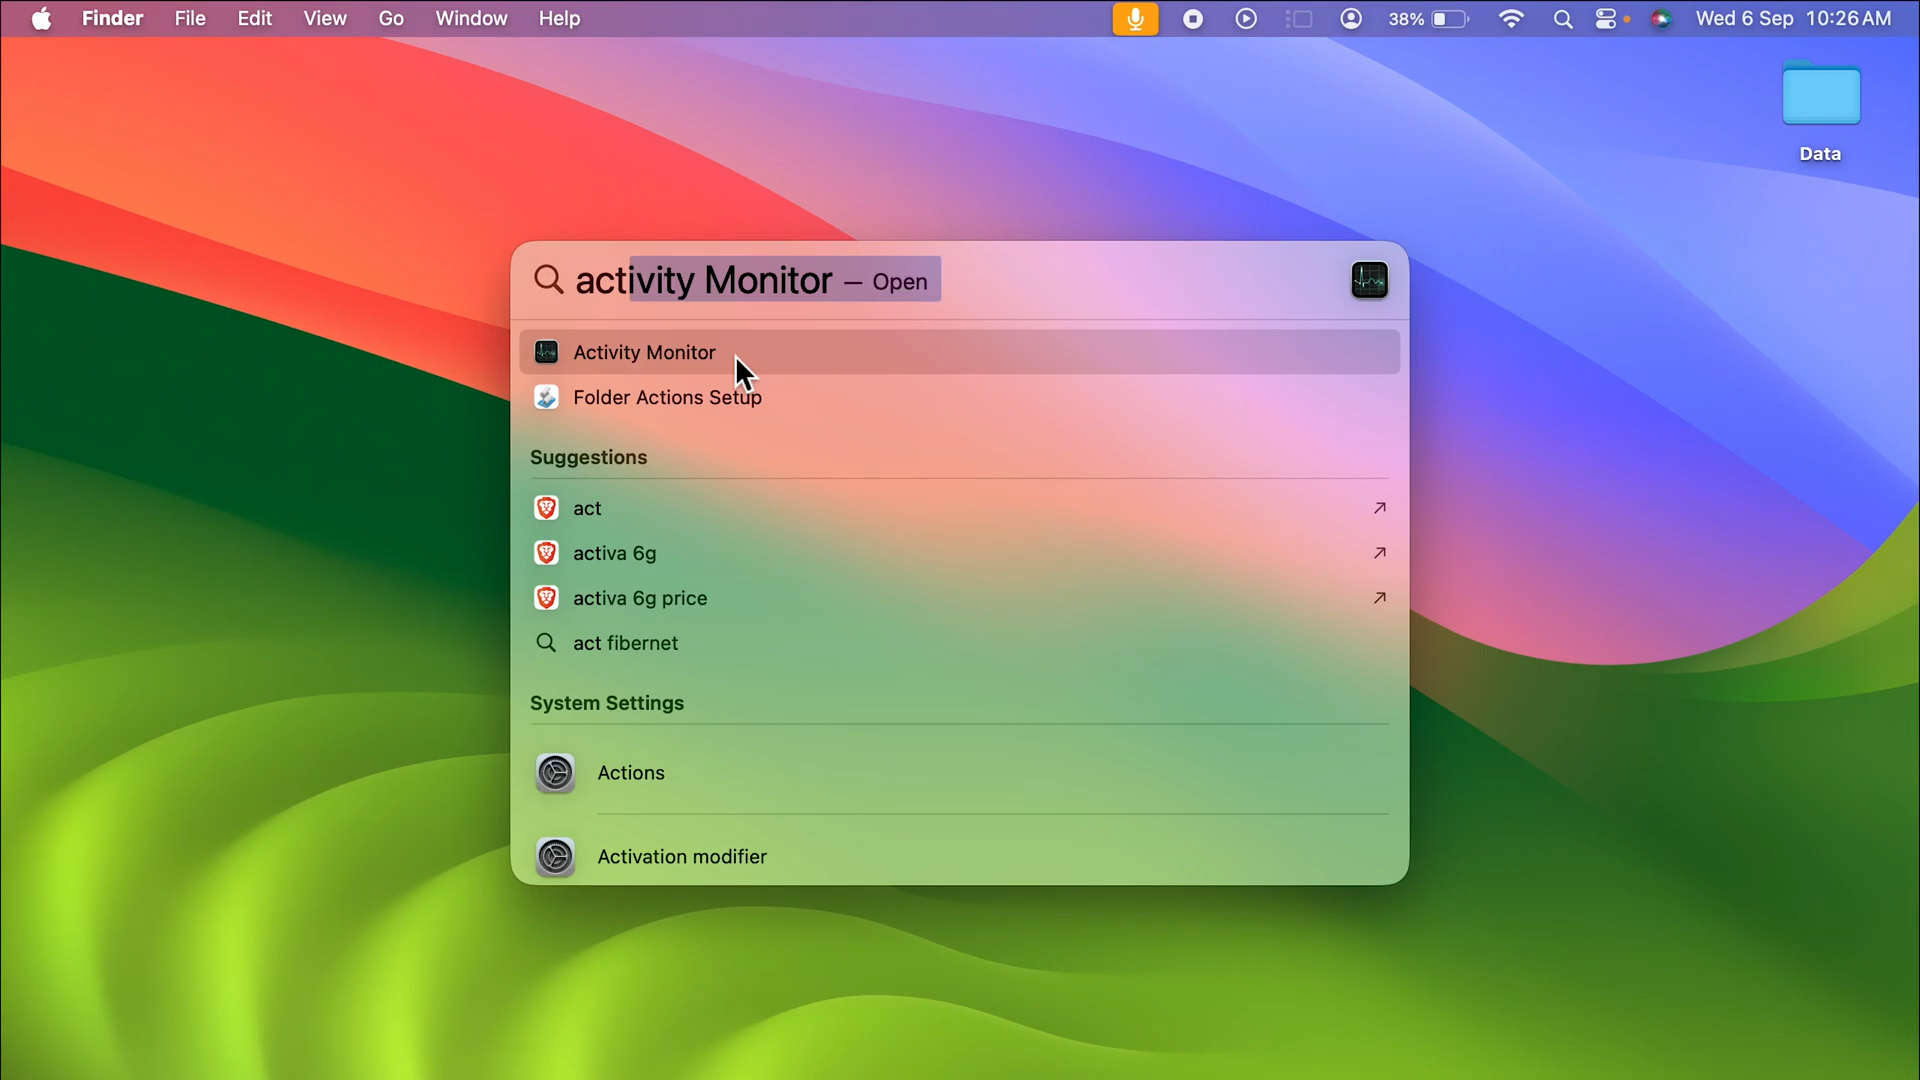 Finder File Edit View Go Window Help 38% Wed 6 Sep 10:26 AM
Data
activity Monitor — Open
Activity Monitor
Folder Actions Setup
Suggestions
act
activa 6g
activa 6g price
act fibernet
System Settings
Actions
Activation modifier